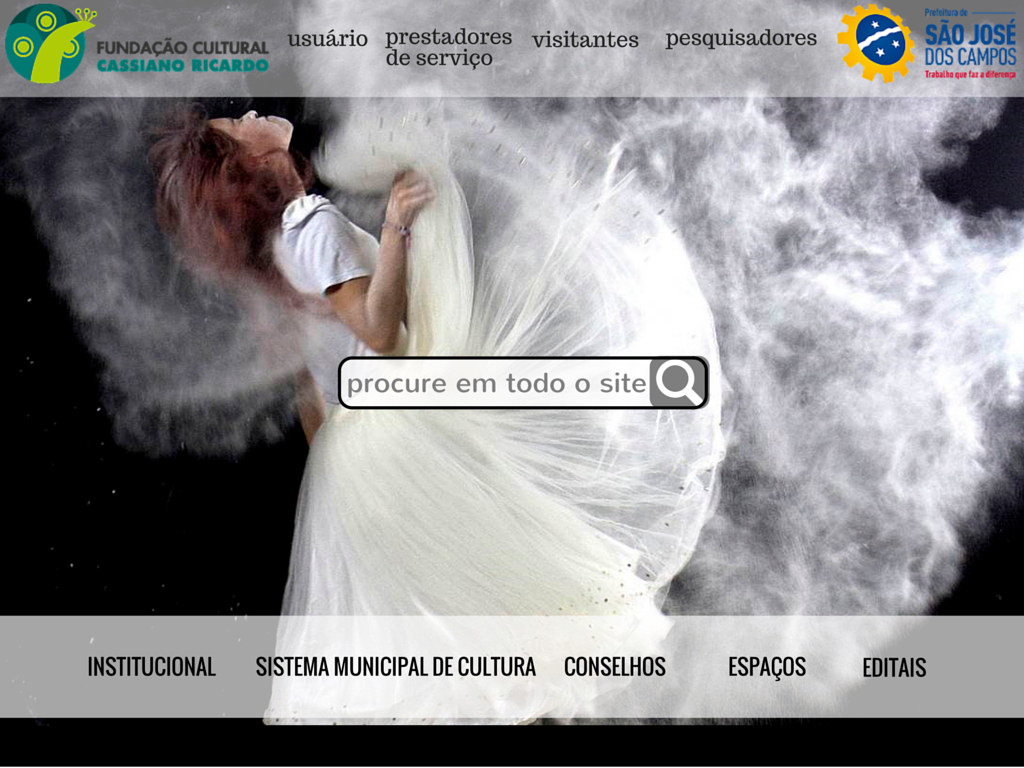 FUNDAÇÃO CULTURAL
CASSIANO RICARDO
usuário
prestadores
de serviço
visitantes
pesquisadores
Prefeitura de
SÃO JOSÉ
DOS CAMPOS
Trabalho que faz a diferença
procure em todo o site
INSTITUCIONAL
SISTEMA MUNICIPAL DE CULTURA
CONSELHOS
ESPAÇOS
EDITAIS